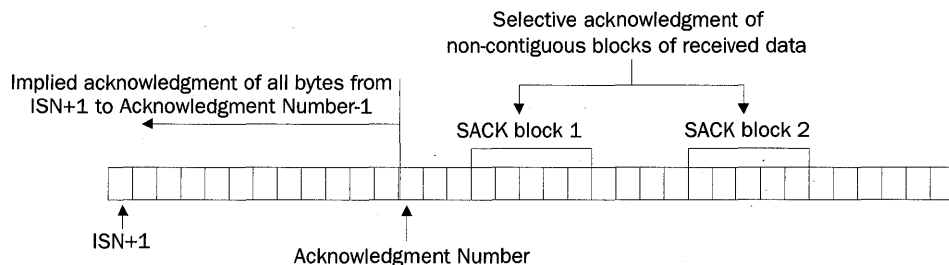 Selective acknowledgment of
non-contiguous blocks of received data
Implied acknowledgment of all bytes from
ISN+1 to Acknowledgment Number-1
SACK block 1
SACK block 2
ISN+1
Acknowledgment Number